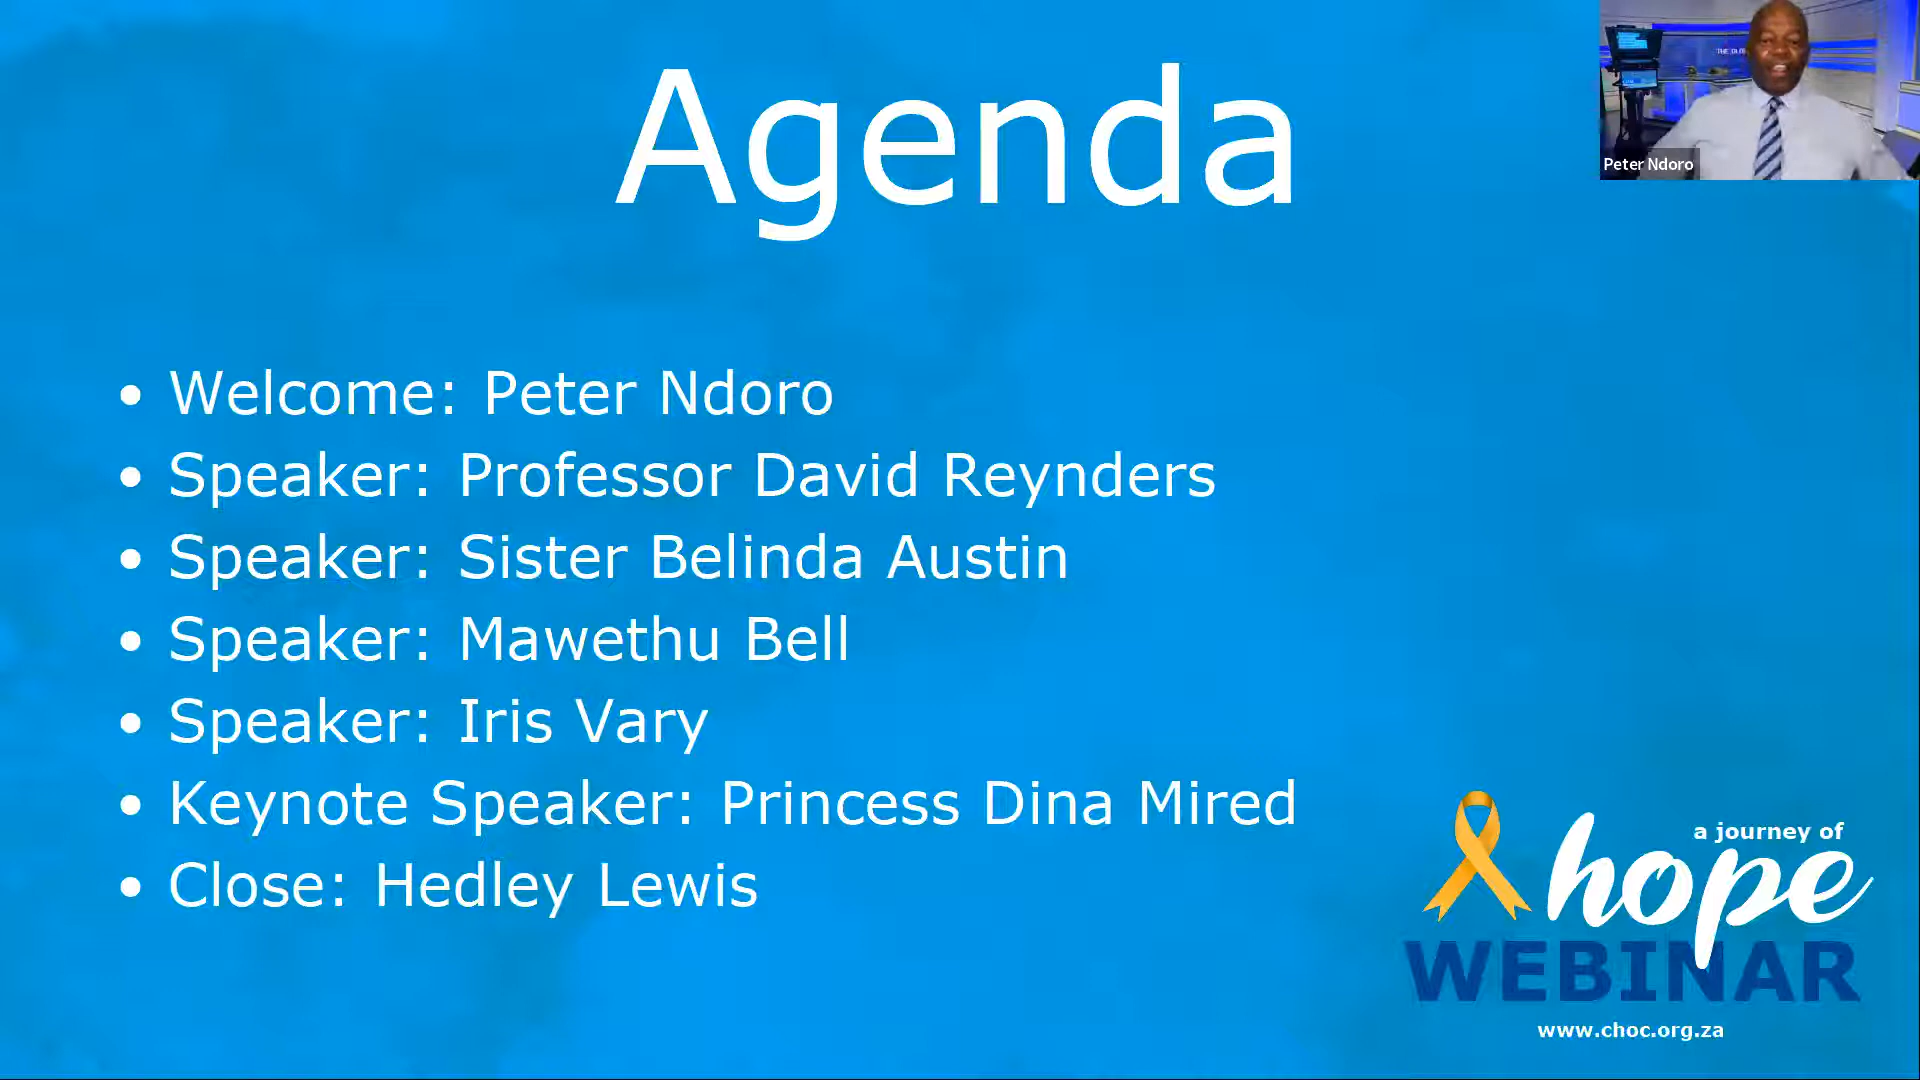 Agenda
Peter Ndoro
• Welcome: Peter Ndoro
• Speaker: Professor David Reynders
• Speaker: Sister Belinda Austin
• Speaker: Mawethu Bell
• Speaker: Iris Vary
• Keynote Speaker: Princess Dina Mired
• Close: Hedley Lewis
a journey of
hope
WEBINAR
www.choc.org.za